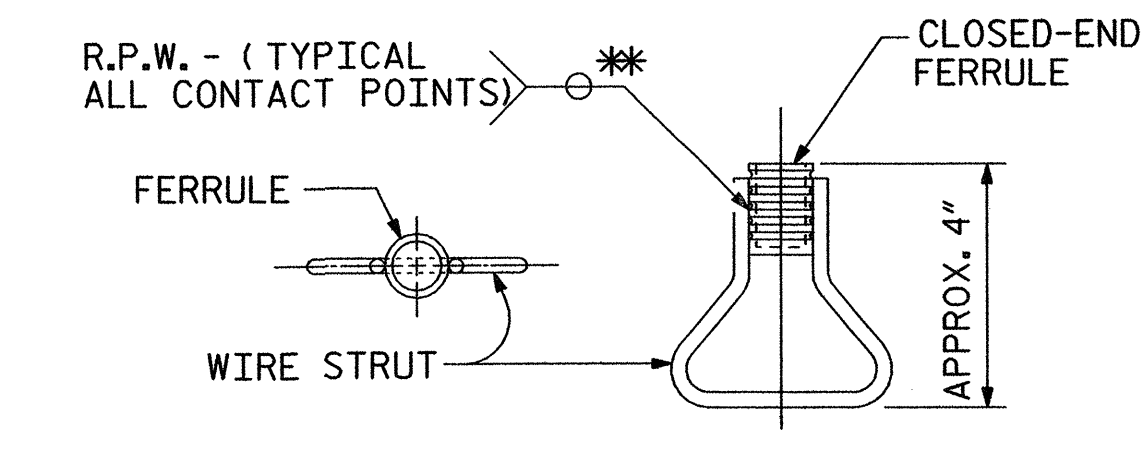 R.P.W. - ( TYPICAL
ALL CONTACT POINTS)
**
CLOSED-END
FERRULE
FERRULE
APPROX. 4"
WIRE STRUT